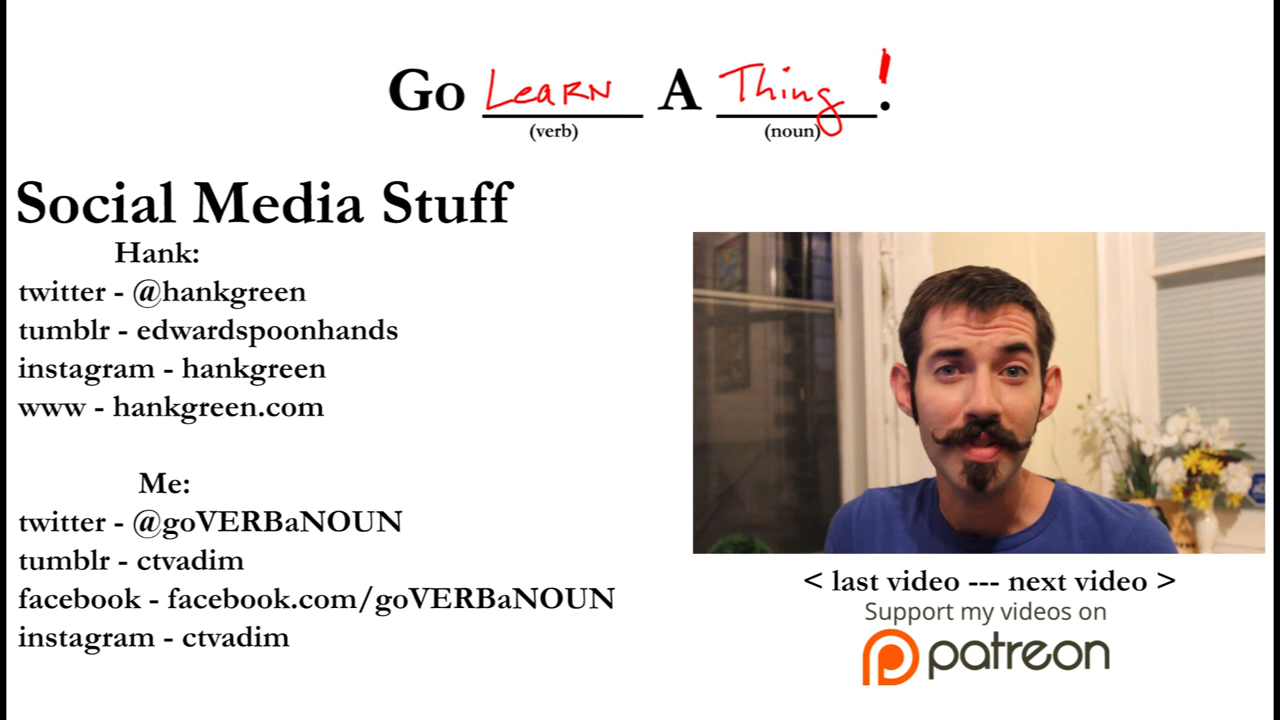 Go Learn A Thing!
(verb) (noun)
Social Media Stuff
Hank:
twitter - @hankgreen
tumblr - edwardspoonhands
instagram - hankgreen
www - hankgreen.com
Me:
twitter - @goVERBaNOUN
tumblr - ctvadim
facebook - facebook.com/goVERBaNOUN
instagram - ctvadim
< last video --- next video >
Support my videos on
patreon